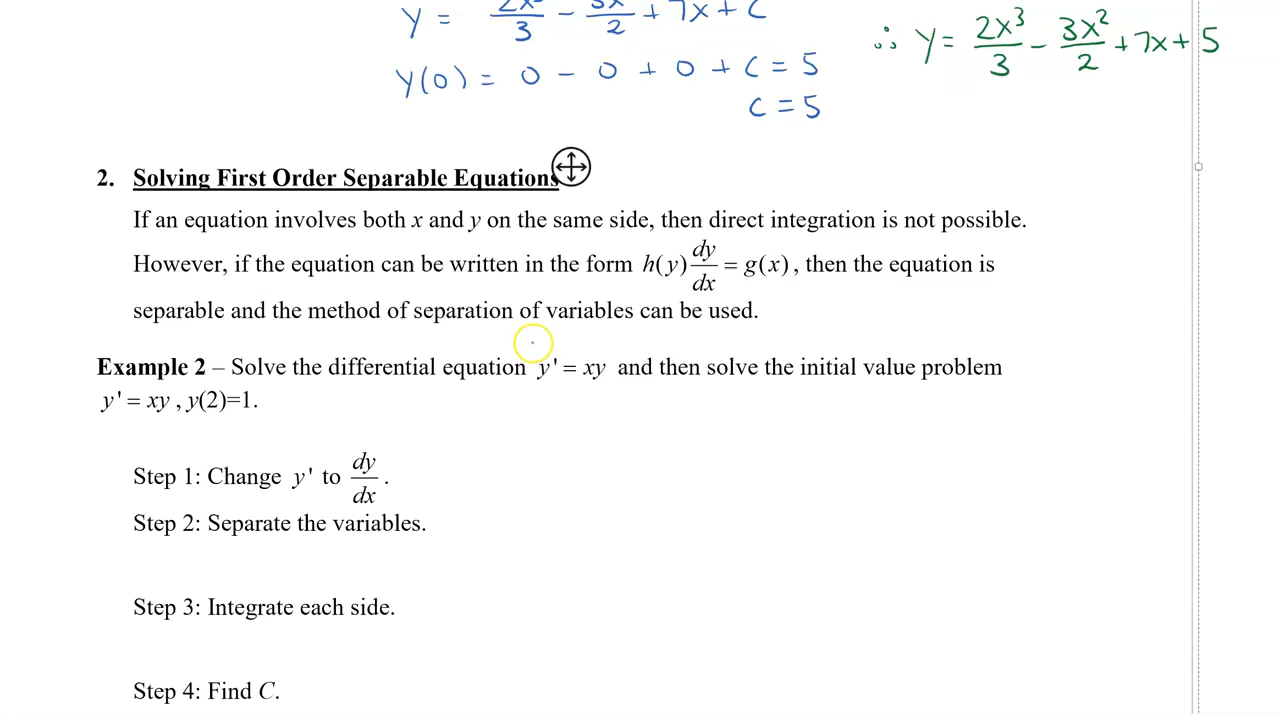 y = 2x³/3 - 3x²/2 + 7x + C
∴ y = 2x³/3 - 3x²/2 + 7x + 5
y(0) = 0 - 0 + 0 + C = 5
C = 5
2. Solving First Order Separable Equations
If an equation involves both x and y on the same side, then direct integration is not possible.
However, if the equation can be written in the form h(y) dy/dx = g(x), then the equation is
separable and the method of separation of variables can be used.
Example 2 – Solve the differential equation y' = xy and then solve the initial value problem
y' = xy , y(2)=1.
Step 1: Change y' to dy/dx .
Step 2: Separate the variables.
Step 3: Integrate each side.
Step 4: Find C.